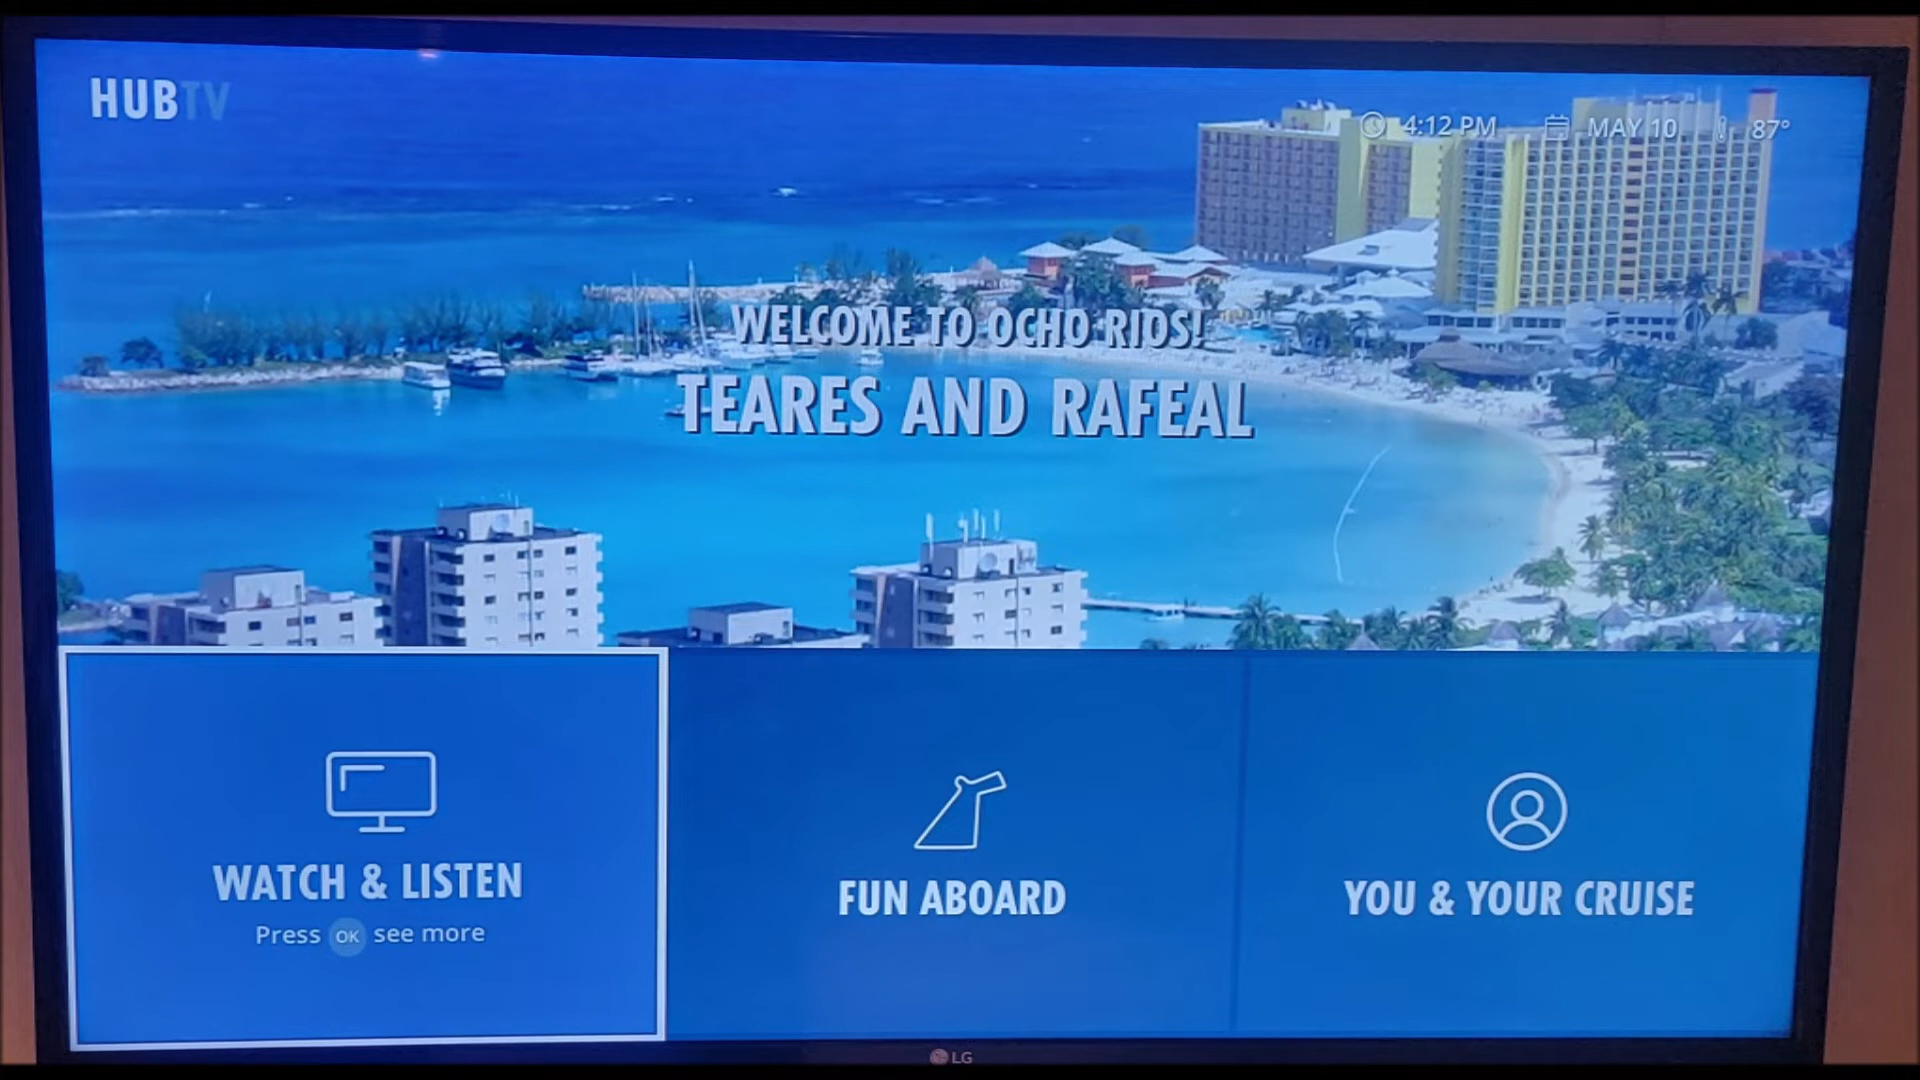 HUBTV
4:12 PM MAY 10 87°
WELCOME TO OCHO RIOS!
TEARES AND RAFEAL
WATCH & LISTEN
Press OK see more
FUN ABOARD
YOU & YOUR CRUISE
LG